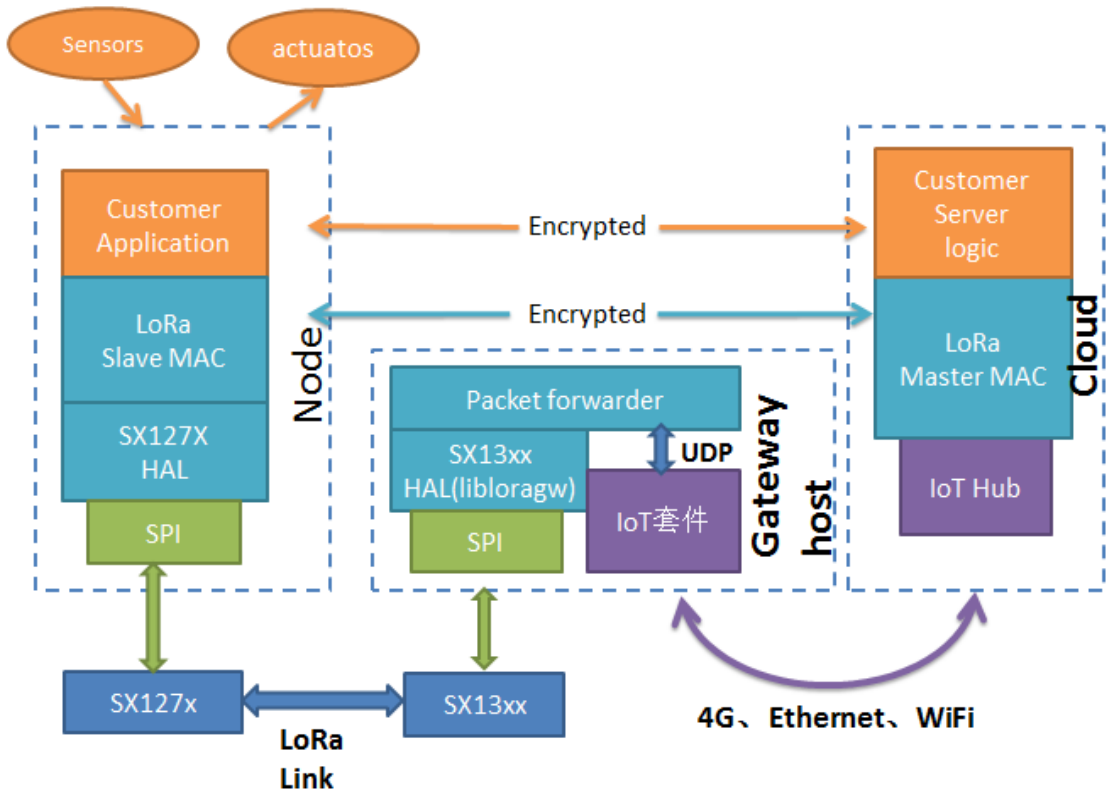 Sensors
actuatos
Customer
Application
LoRa
Slave MAC
SX127X
HAL
SPI
Node
Encrypted
Encrypted
Packet forwarder
UDP
SX13xx
HAL(libloragw)
SPI
IoT套件
Gateway
host
Customer
Server
logic
LoRa
Master MAC
IoT Hub
Cloud
SX127x
SX13xx
LoRa
Link
4G、Ethernet、WiFi